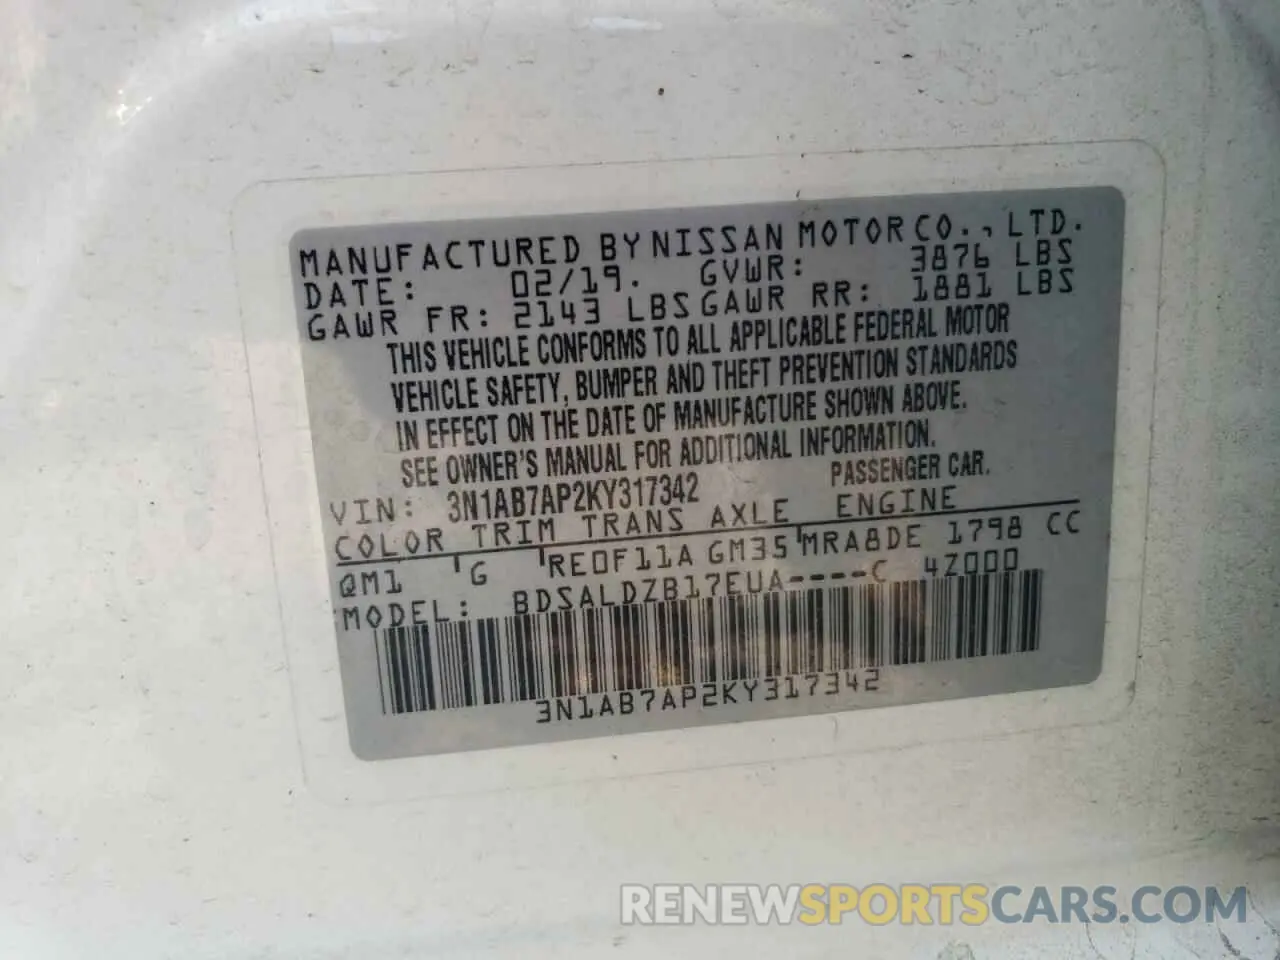 MANUFACTURED BY NISSAN MOTOR CO., LTD.
DATE: 02/19. GVWR: 3876 LBS
GAWR FR: 2143 LBS GAWR RR: 1881 LBS
THIS VEHICLE CONFORMS TO ALL APPLICABLE FEDERAL MOTOR
VEHICLE SAFETY, BUMPER AND THEFT PREVENTION STANDARDS
IN EFFECT ON THE DATE OF MANUFACTURE SHOWN ABOVE.
SEE OWNER'S MANUAL FOR ADDITIONAL INFORMATION.
VIN: 3N1AB7AP2KY317342 PASSENGER CAR.
COLOR TRIM TRANS AXLE ENGINE
QM1 G RE0F11A GM35 MRA8DE 1798 CC
MODEL: BDSALDZB17EUA----C 4Z000
3N1AB7AP2KY317342
RENEWSPORTSCARS.COM